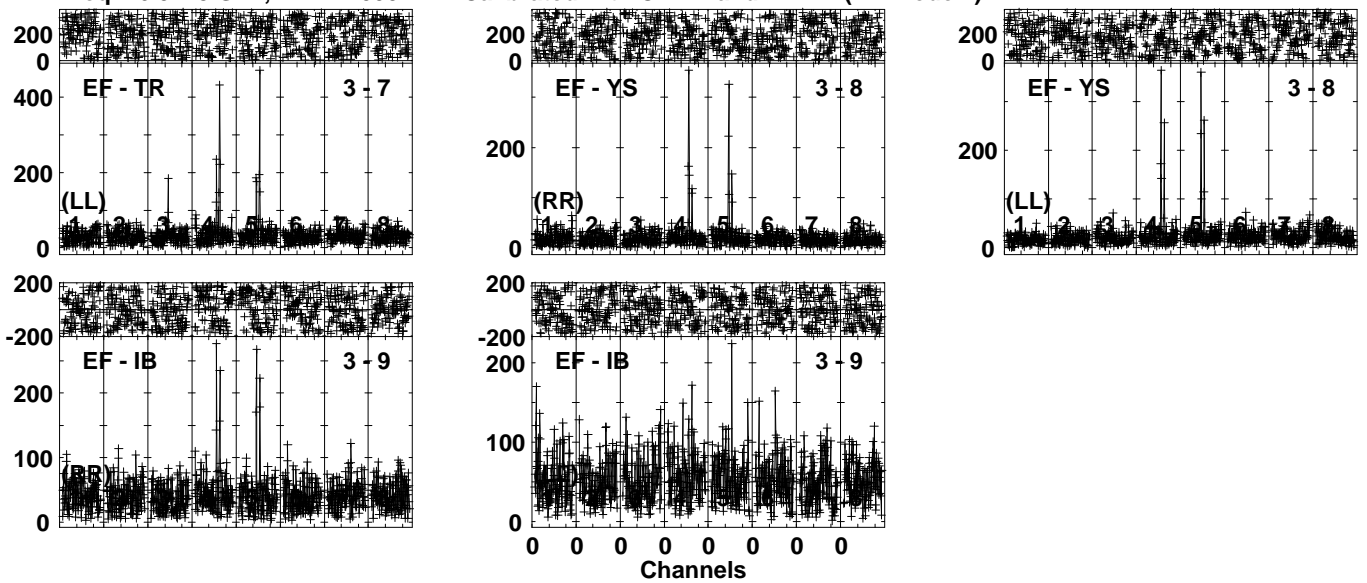 200 200 200
0 0 0
EF - TR 3 - 7 EF - YS 3 - 8 EF - YS 3 - 8
400
200 200 200
(LL) (RR) (LL)
1 2 3 4 5 6 7 8 1 2 3 4 5 6 7 8 1 2 3 4 5 6 7 8
0 0 0
200 200
-200 -200
EF - IB 3 - 9 EF - IB 3 - 9
200 200
100 100
(RR)
0 0
0 0 0 0 0 0 0 0
Channels